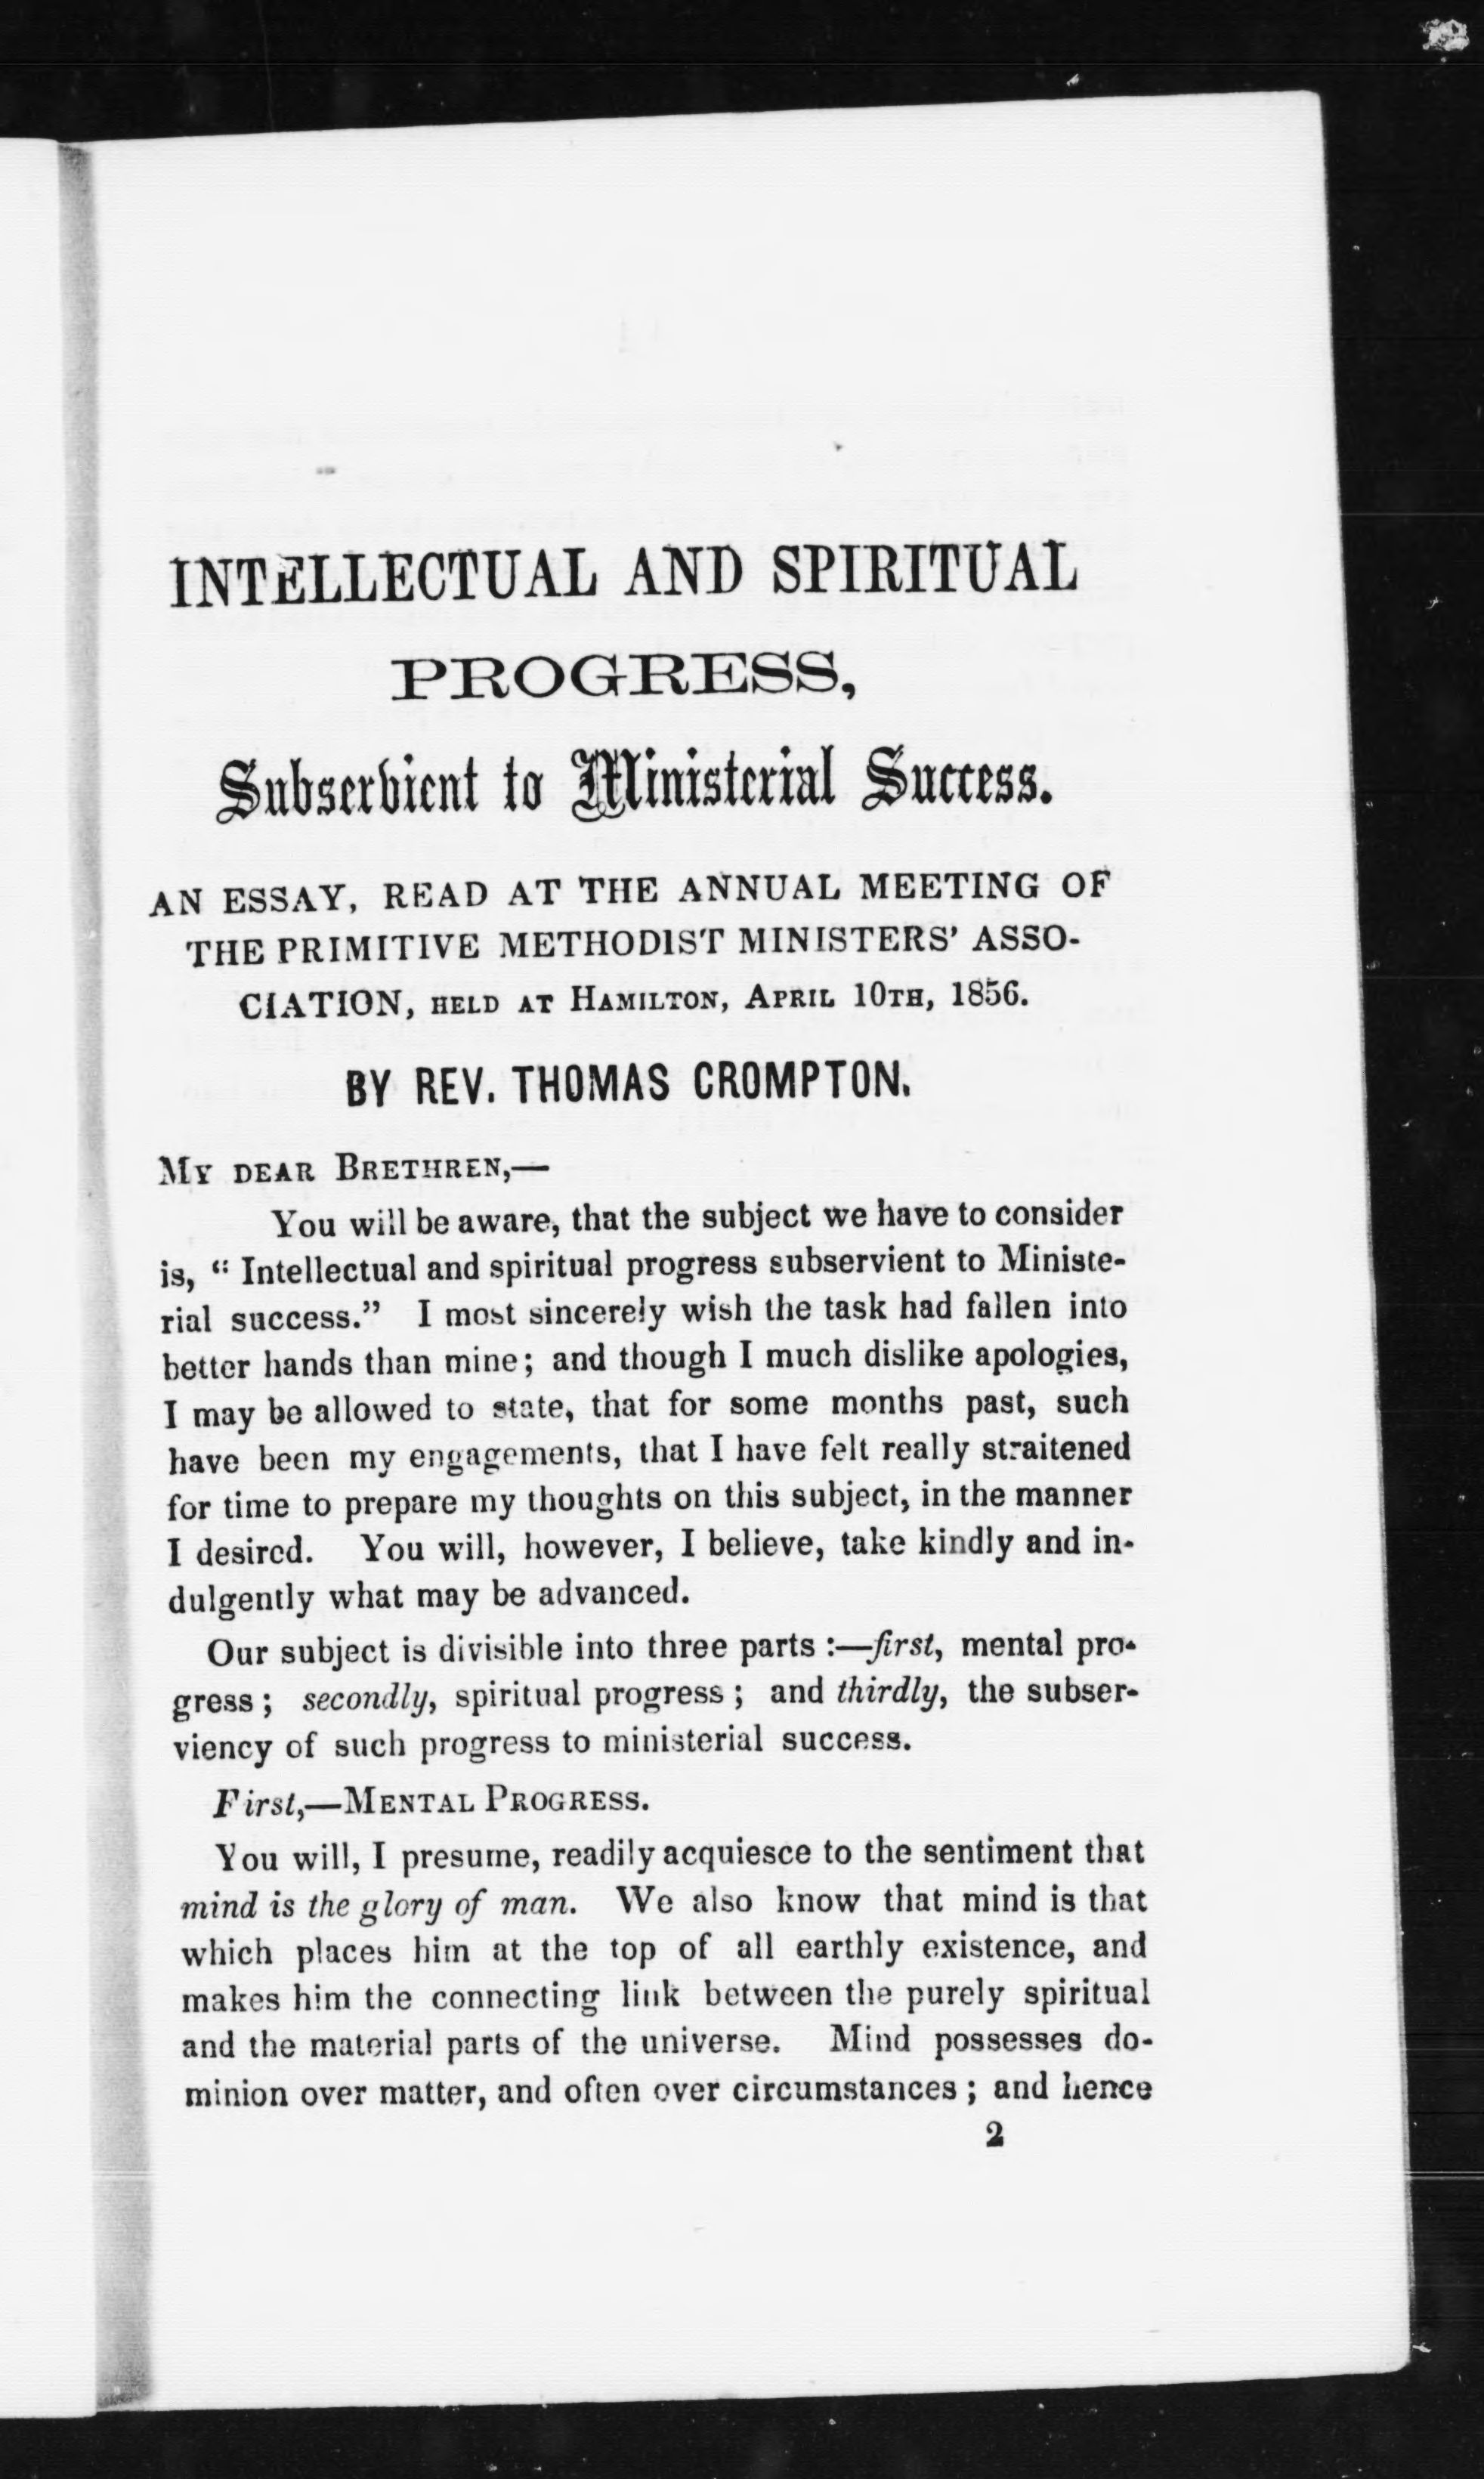 INTELLECTUAL AND SPIRITUAL
PROGRESS,
Subservient to Ministerial Success.
AN ESSAY, READ AT THE ANNUAL MEETING OF
THE PRIMITIVE METHODIST MINISTERS' ASSO-
CIATION, HELD AT HAMILTON, APRIL 10TH, 1856.
BY REV. THOMAS CROMPTON.
MY DEAR BRETHREN,—
You will be aware, that the subject we have to consider
is, "Intellectual and spiritual progress subservient to Ministe-
rial success." I most sincerely wish the task had fallen into
better hands than mine; and though I much dislike apologies,
I may be allowed to state, that for some months past, such
have been my engagements, that I have felt really straitened
for time to prepare my thoughts on this subject, in the manner
I desired. You will, however, I believe, take kindly and in-
dulgently what may be advanced.
Our subject is divisible into three parts :—first, mental pro-
gress ; secondly, spiritual progress ; and thirdly, the subser-
viency of such progress to ministerial success.
First,—MENTAL PROGRESS.
You will, I presume, readily acquiesce to the sentiment that
mind is the glory of man. We also know that mind is that
which places him at the top of all earthly existence, and
makes him the connecting link between the purely spiritual
and the material parts of the universe. Mind possesses do-
minion over matter, and often over circumstances ; and hence
2